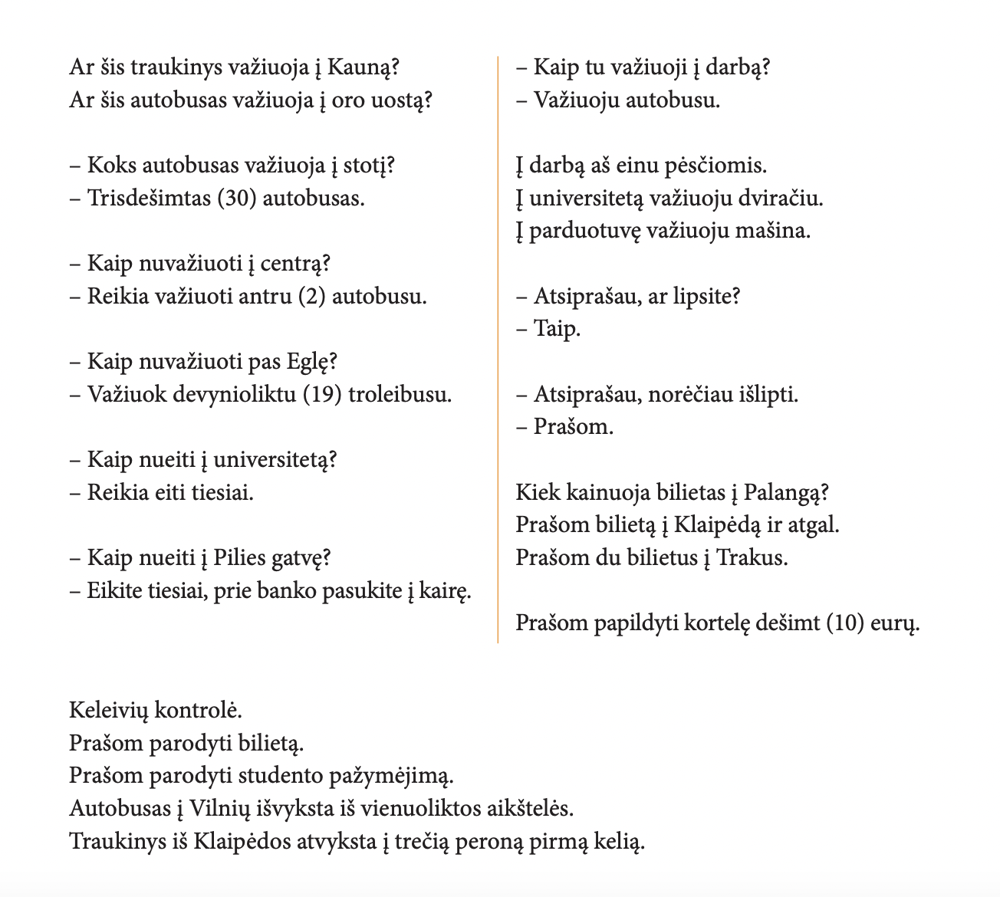 Ar šis traukinys važiuoja į Kauną?
Ar šis autobusas važiuoja į oro uostą?
– Koks autobusas važiuoja į stotį?
– Trisdešimtas (30) autobusas.
– Kaip nuvažiuoti į centrą?
– Reikia važiuoti antru (2) autobusu.
– Kaip nuvažiuoti pas Eglę?
– Važiuok devynioliktu (19) troleibusu.
– Kaip nueiti į universitetą?
– Reikia eiti tiesiai.
– Kaip nueiti į Pilies gatvę?
– Eikite tiesiai, prie banko pasukite į kairę.
– Kaip tu važiuoji į darbą?
– Važiuoju autobusu.
Į darbą aš einu pėsčiomis.
Į universitetą važiuoju dviračiu.
Į parduotuvę važiuoju mašina.
– Atsiprašau, ar lipsite?
– Taip.
– Atsiprašau, norėčiau išlipti.
– Prašom.
Kiek kainuoja bilietas į Palangą?
Prašom bilietą į Klaipėdą ir atgal.
Prašom du bilietus į Trakus.
Prašom papildyti kortelę dešimt (10) eurų.
Keleivių kontrolė.
Prašom parodyti bilietą.
Prašom parodyti studento pažymėjimą.
Autobusas į Vilnių išvyksta iš vienuoliktos aikštelės.
Traukinys iš Klaipėdos atvyksta į trečią peroną pirmą kelią.